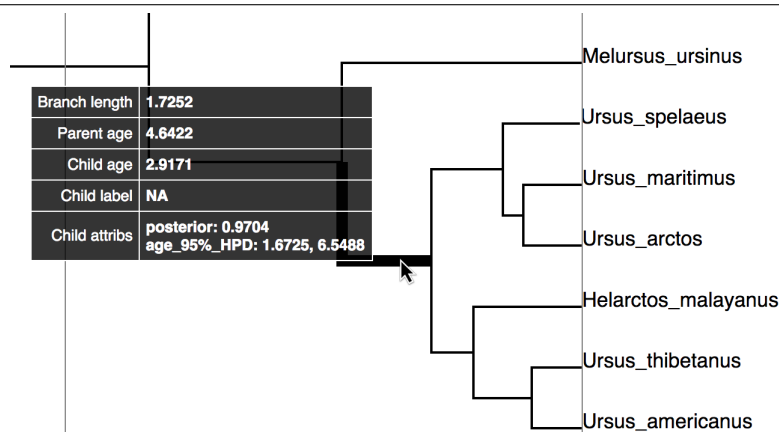 Melursus_ursinus
Branch length 1.7252
Parent age 4.6422
Child age 2.9171
Child label NA
Child attribs posterior: 0.9704
age_95%_HPD: 1.6725, 6.5488
Ursus_spelaeus
Ursus_maritimus
Ursus_arctos
Helarctos_malayanus
Ursus_thibetanus
Ursus_americanus